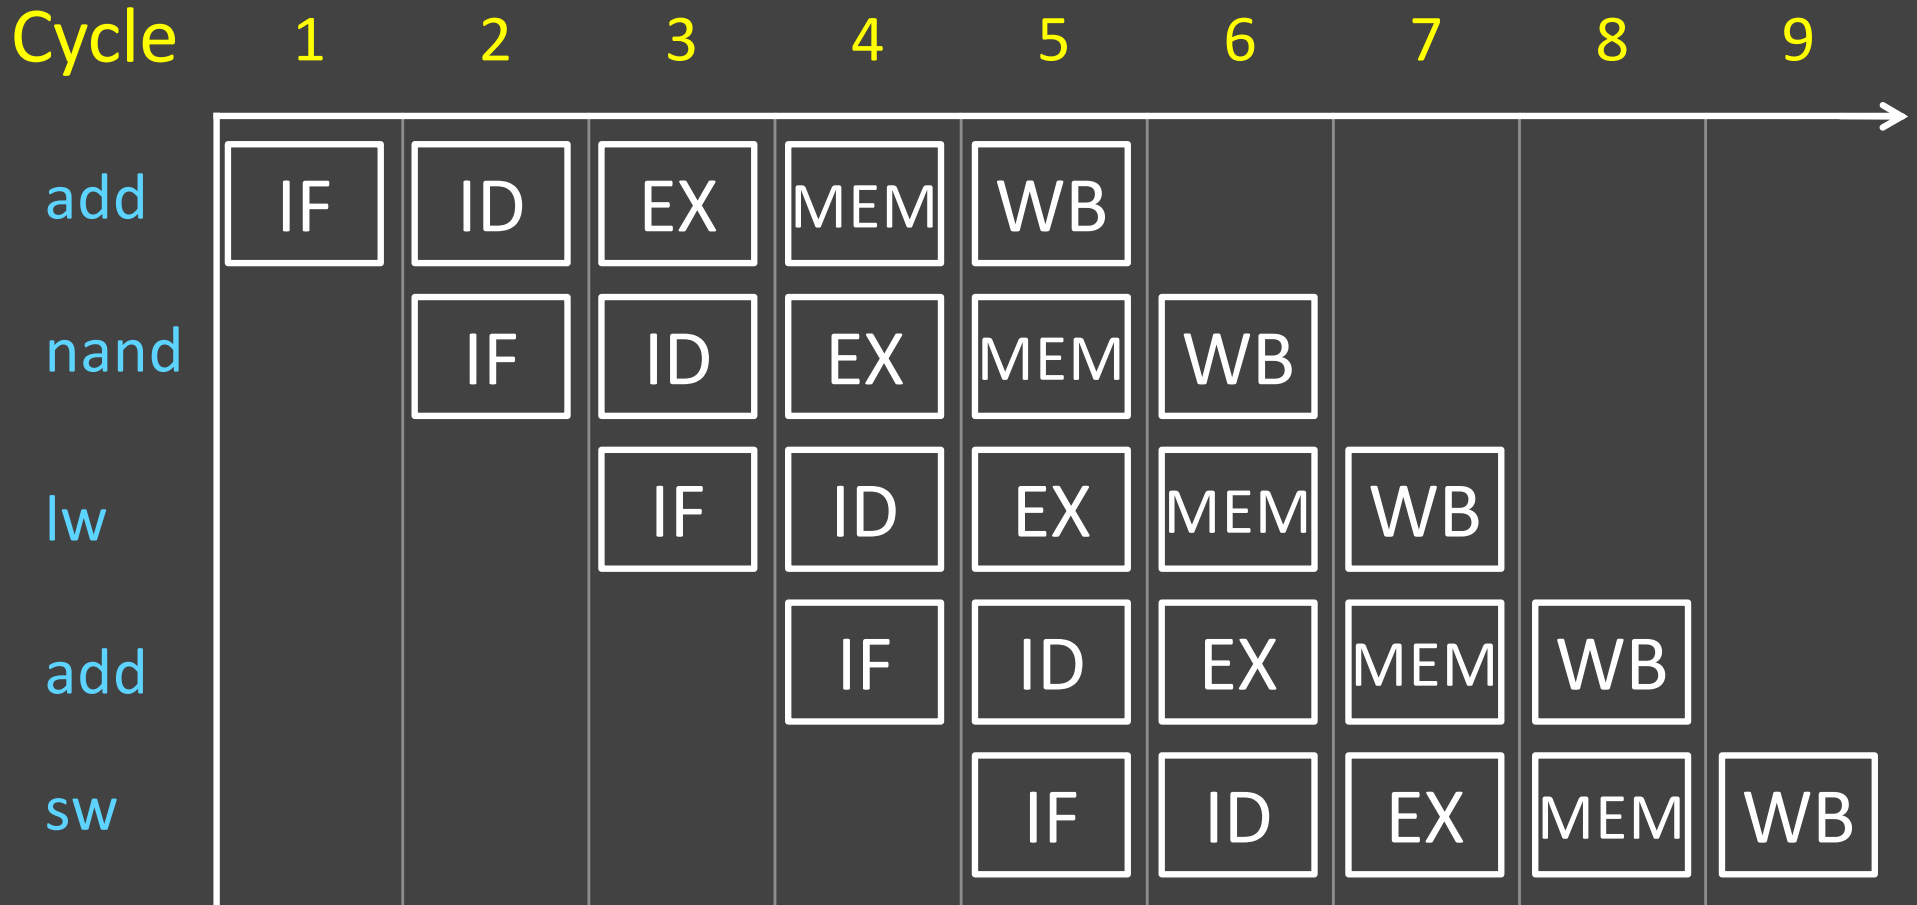 Cycle 1 2 3 4 5 6 7 8 9
add IF ID EX MEM WB
nand IF ID EX MEM WB
lw IF ID EX MEM WB
add IF ID EX MEM WB
sw IF ID EX MEM WB